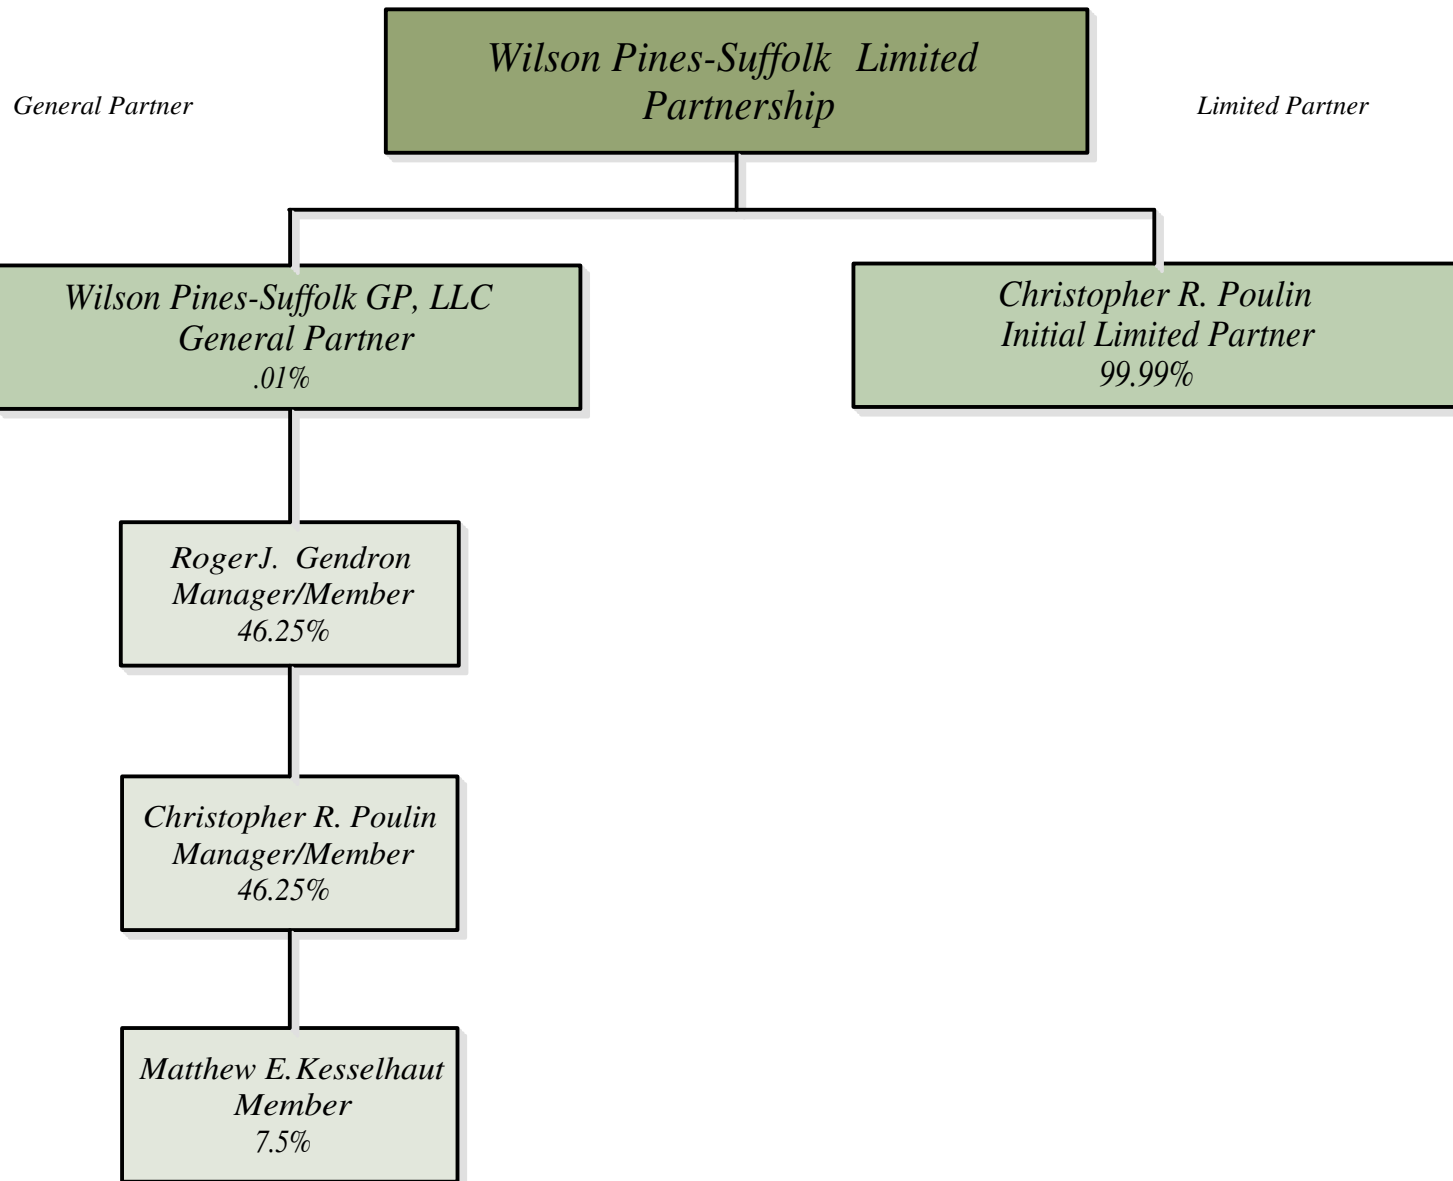 Wilson Pines-Suffolk Limited
Partnership
General Partner
Limited Partner
Wilson Pines-Suffolk GP, LLC
General Partner
.01%
Christopher R. Poulin
Initial Limited Partner
99.99%
Roger J. Gendron
Manager/Member
46.25%
Christopher R. Poulin
Manager/Member
46.25%
Matthew E. Kesselhaut
Member
7.5%